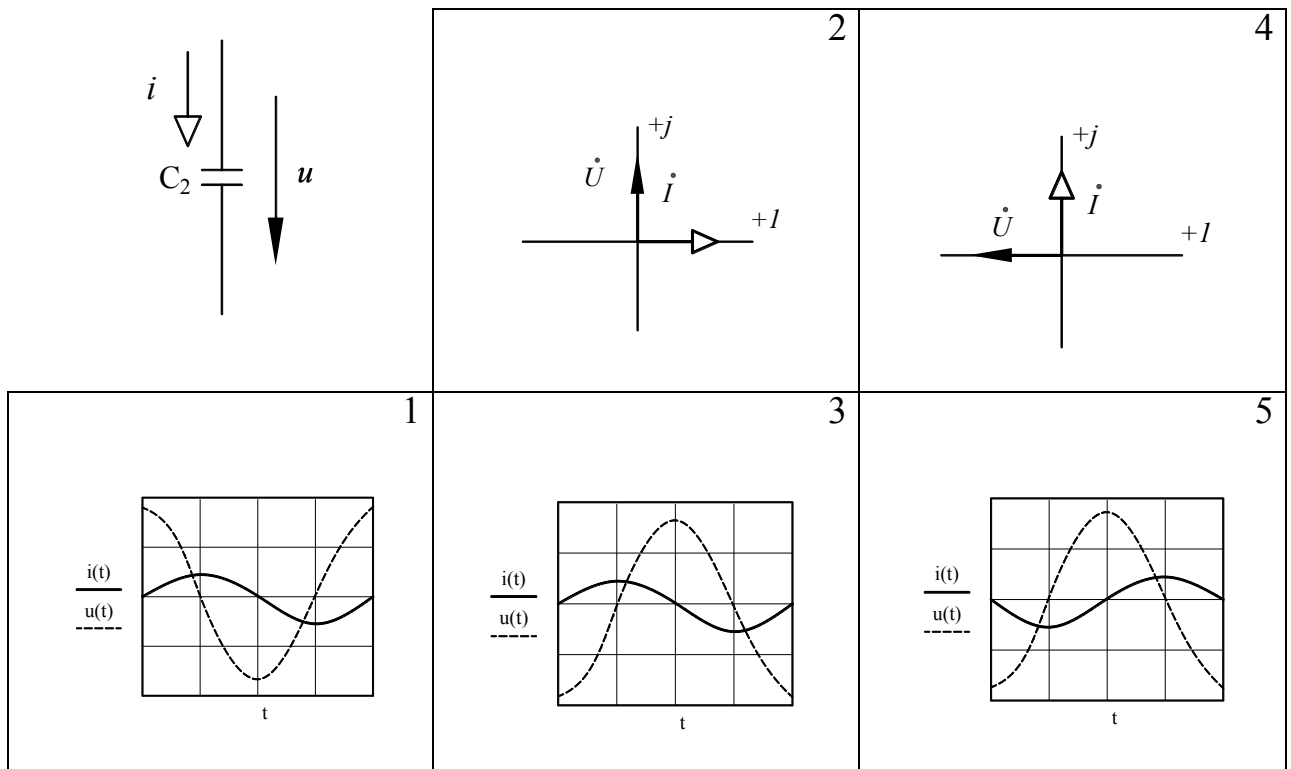 i
C₂
u
2
+j
U̇
İ
+1
4
+j
U̇
İ
+1
1
i(t)
u(t)
t
3
i(t)
u(t)
t
5
i(t)
u(t)
t